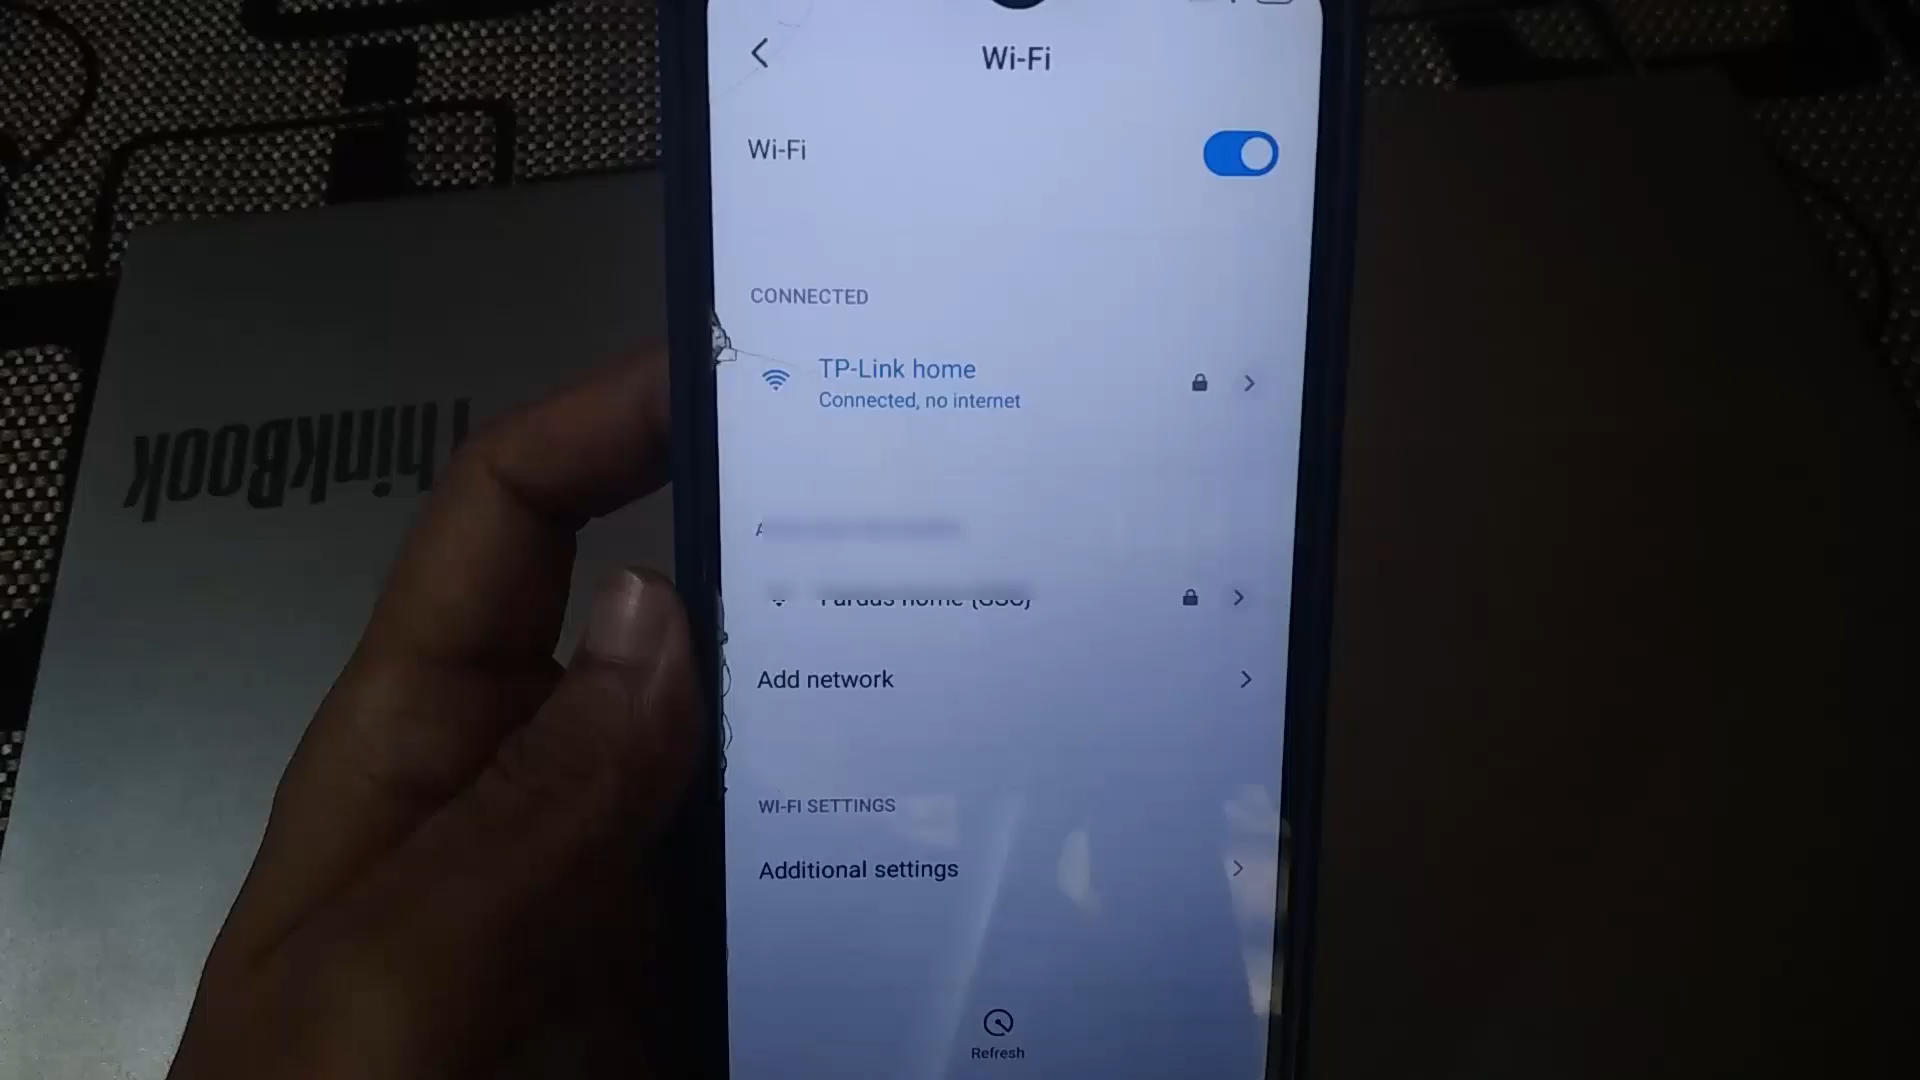 Wi-Fi
Wi-Fi
CONNECTED
TP-Link home
Connected, no internet
home
Add network
WI-FI SETTINGS
Additional settings
Refresh
ThinkBook